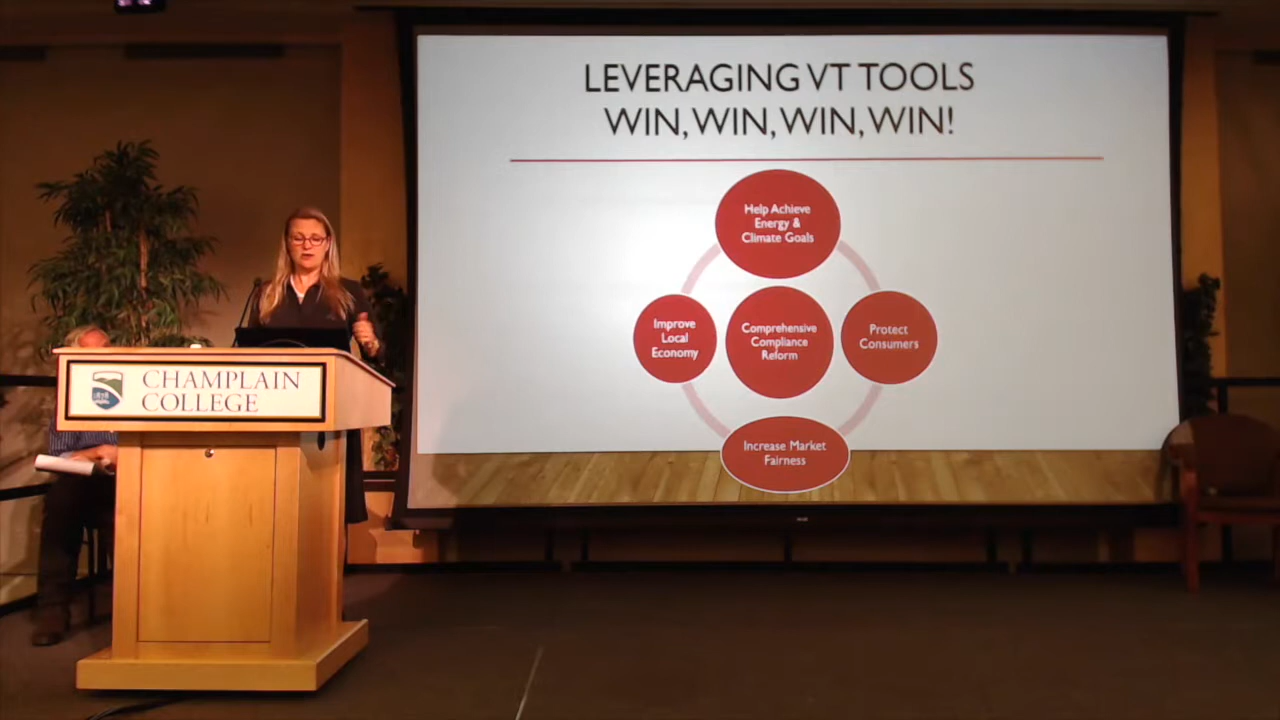 LEVERAGING VT TOOLS
WIN, WIN, WIN, WIN!
Help Achieve
Energy &
Climate Goals
Improve
Local
Economy
Comprehensive
Compliance
Reform
Protect
Consumers
Increase Market
Fairness
CHAMPLAIN
COLLEGE
1878